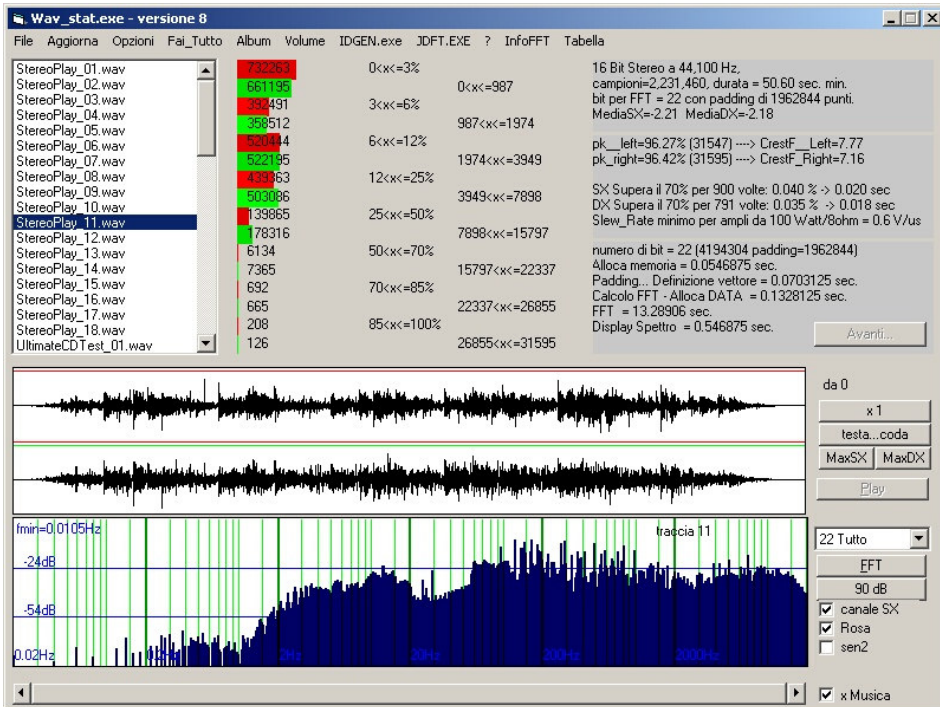 Wav_stat.exe - versione 8
File Aggiorna Opzioni Fai_Tutto Album Volume IDGEN.exe JDFT.EXE ? InfoFFT Tabella
StereoPlay_01.wav
StereoPlay_02.wav
StereoPlay_03.wav
StereoPlay_04.wav
StereoPlay_05.wav
StereoPlay_06.wav
StereoPlay_07.wav
StereoPlay_08.wav
StereoPlay_09.wav
StereoPlay_10.wav
StereoPlay_11.wav
StereoPlay_12.wav
StereoPlay_13.wav
StereoPlay_14.wav
StereoPlay_15.wav
StereoPlay_16.wav
StereoPlay_17.wav
StereoPlay_18.wav
UltimateCDTest_01.wav
732263 0<x<=3%
661195 0<x<=987
392491 3<x<=6%
358512 987<x<=1974
520444 6<x<=12%
522195 1974<x<=3949
439363 12<x<=25%
503086 3949<x<=7898
139865 25<x<=50%
178316 7898<x<=15797
6134 50<x<=70%
7365 15797<x<=22337
692 70<x<=85%
665 22337<x<=26855
208 85<x<=100%
126 26855<x<=31595
16 Bit Stereo a 44,100 Hz,
campioni=2,231,460, durata = 50.60 sec. min.
bit per FFT = 22 con padding di 1962844 punti.
MediaSX=-2.21 MediaDX=-2.18
pk__left=96.27% (31547) ----> CrestF__Left=7.77
pk_right=96.42% (31595) ----> CrestF_Right=7.16
SX Supera il 70% per 900 volte: 0.040 % -> 0.020 sec
DX Supera il 70% per 791 volte: 0.035 % -> 0.018 sec
Slew_Rate minimo per ampli da 100 Watt/8ohm = 0.6 V/us
numero di bit = 22 (4194304 padding=1962844)
Alloca memoria = 0.0546875 sec.
Padding... Definizione vettore = 0.0703125 sec.
Calcolo FFT - Alloca DATA = 0.1328125 sec.
FFT = 13.28906 sec.
Display Spettro = 0.546875 sec.
Avanti...
da 0
x 1
testa...coda
MaxSX MaxDX
Play
fmin=0.0105Hz
traccia 11
-24dB
-54dB
0.02Hz 0.2Hz 2Hz 20Hz 200Hz 2000Hz
22 Tutto
FFT
90 dB
canale SX
Rosa
sen2
x Musica